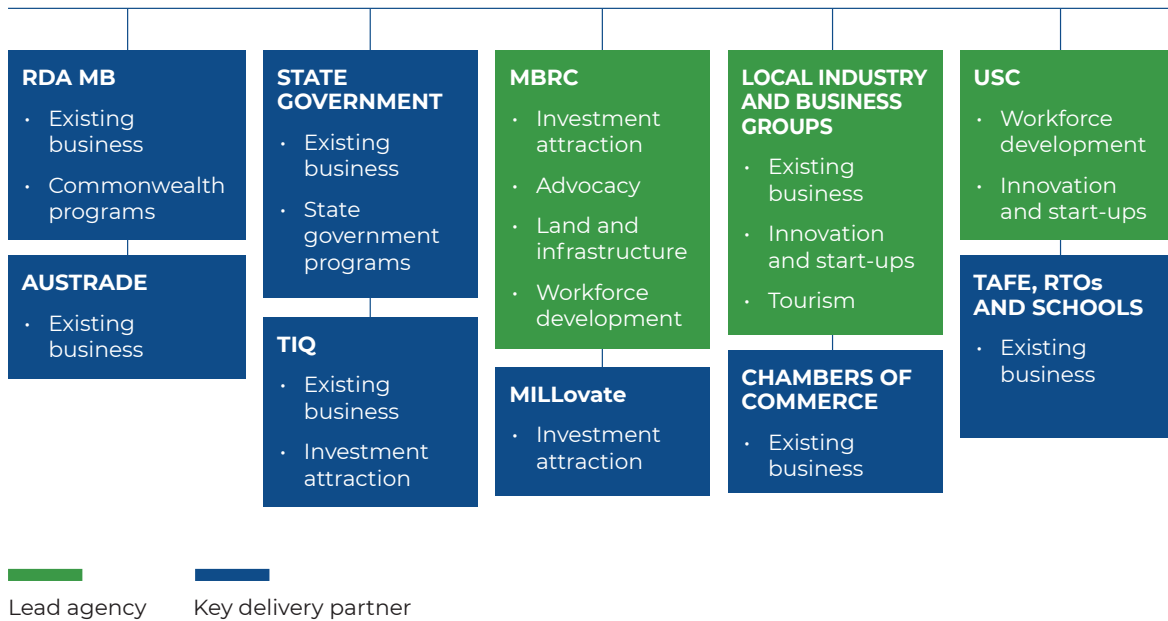 RDA MB
• Existing
business
• Commonwealth
programs
AUSTRADE
• Existing
business
STATE
GOVERNMENT
• Existing
business
• State
government
programs
TIQ
• Existing
business
• Investment
attraction
MBRC
• Investment
attraction
• Advocacy
• Land and
infrastructure
• Workforce
development
MILLovate
• Investment
attraction
LOCAL INDUSTRY
AND BUSINESS
GROUPS
• Existing
business
• Innovation
and start-ups
• Tourism
CHAMBERS OF
COMMERCE
• Existing
business
USC
• Workforce
development
• Innovation
and start-ups
TAFE, RTOs
AND SCHOOLS
• Existing
business
Lead agency
Key delivery partner